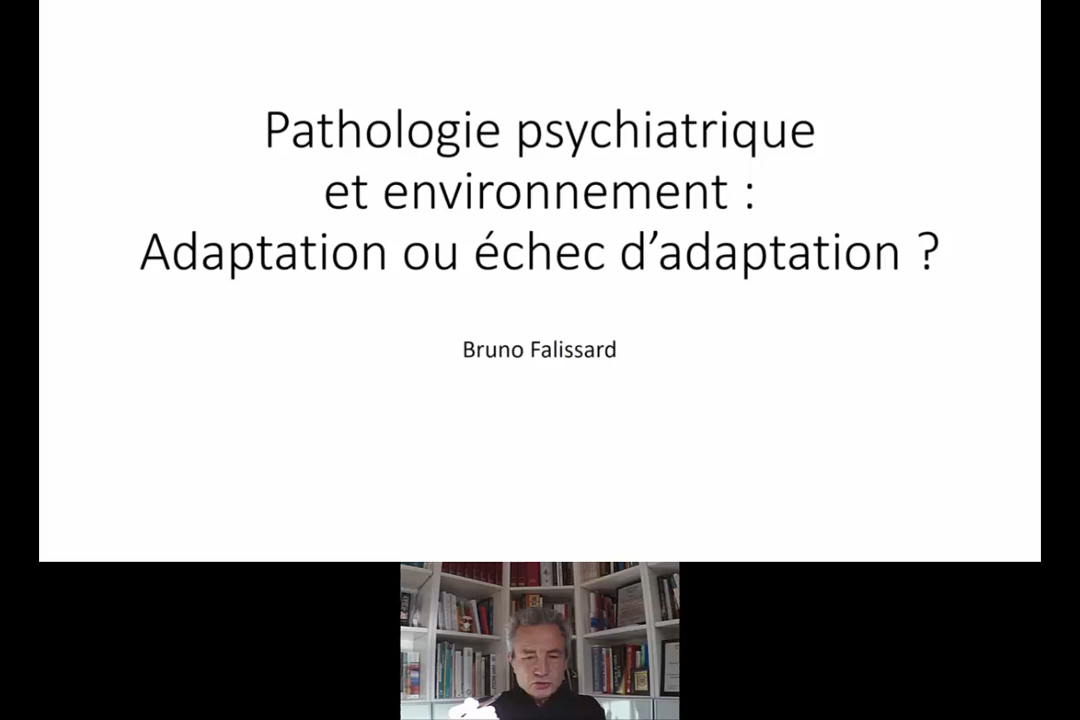 Pathologie psychiatrique
et environnement :
Adaptation ou échec d’adaptation ?
Bruno Falissard